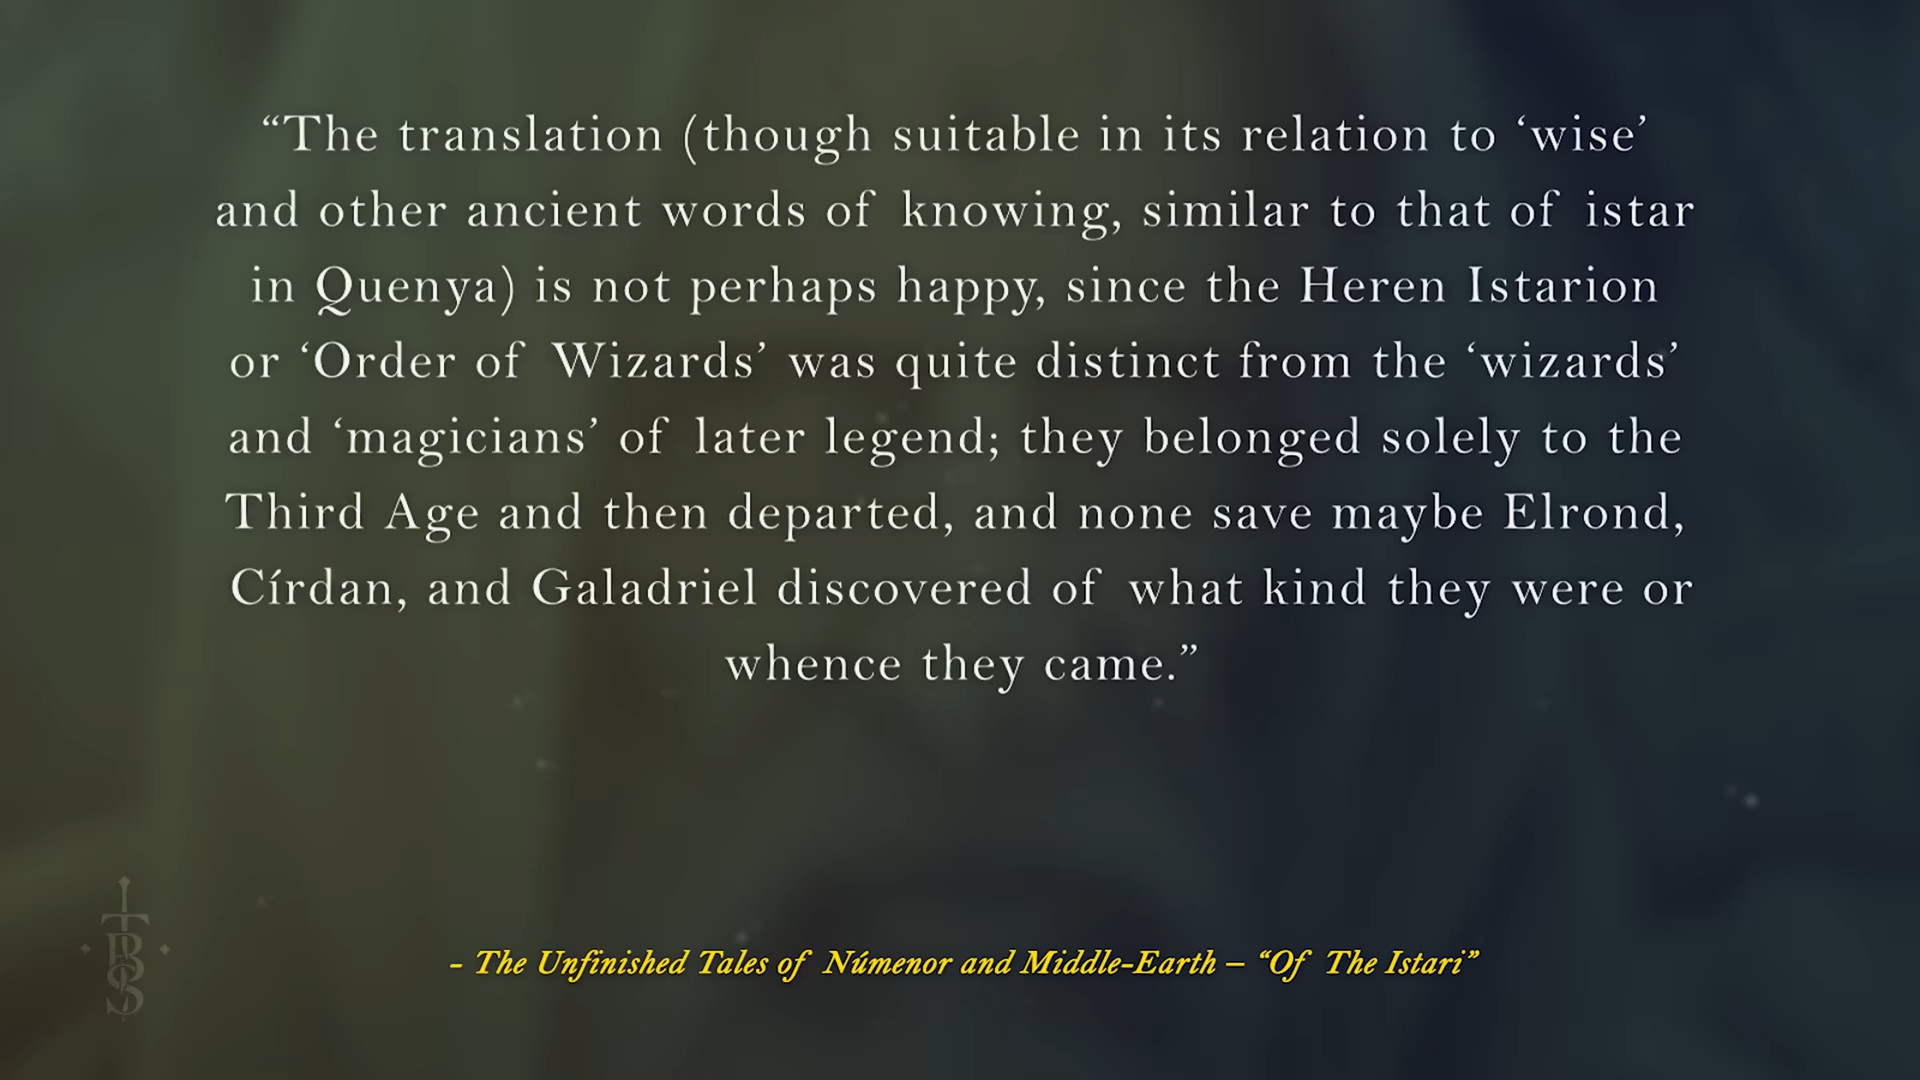 “The translation (though suitable in its relation to ‘wise’
and other ancient words of knowing, similar to that of istar
in Quenya) is not perhaps happy, since the Heren Istarion
or ‘Order of Wizards’ was quite distinct from the ‘wizards’
and ‘magicians’ of later legend; they belonged solely to the
Third Age and then departed, and none save maybe Elrond,
Círdan, and Galadriel discovered of what kind they were or
whence they came.”
TBS
- The Unfinished Tales of Númenor and Middle-Earth – “Of The Istari”